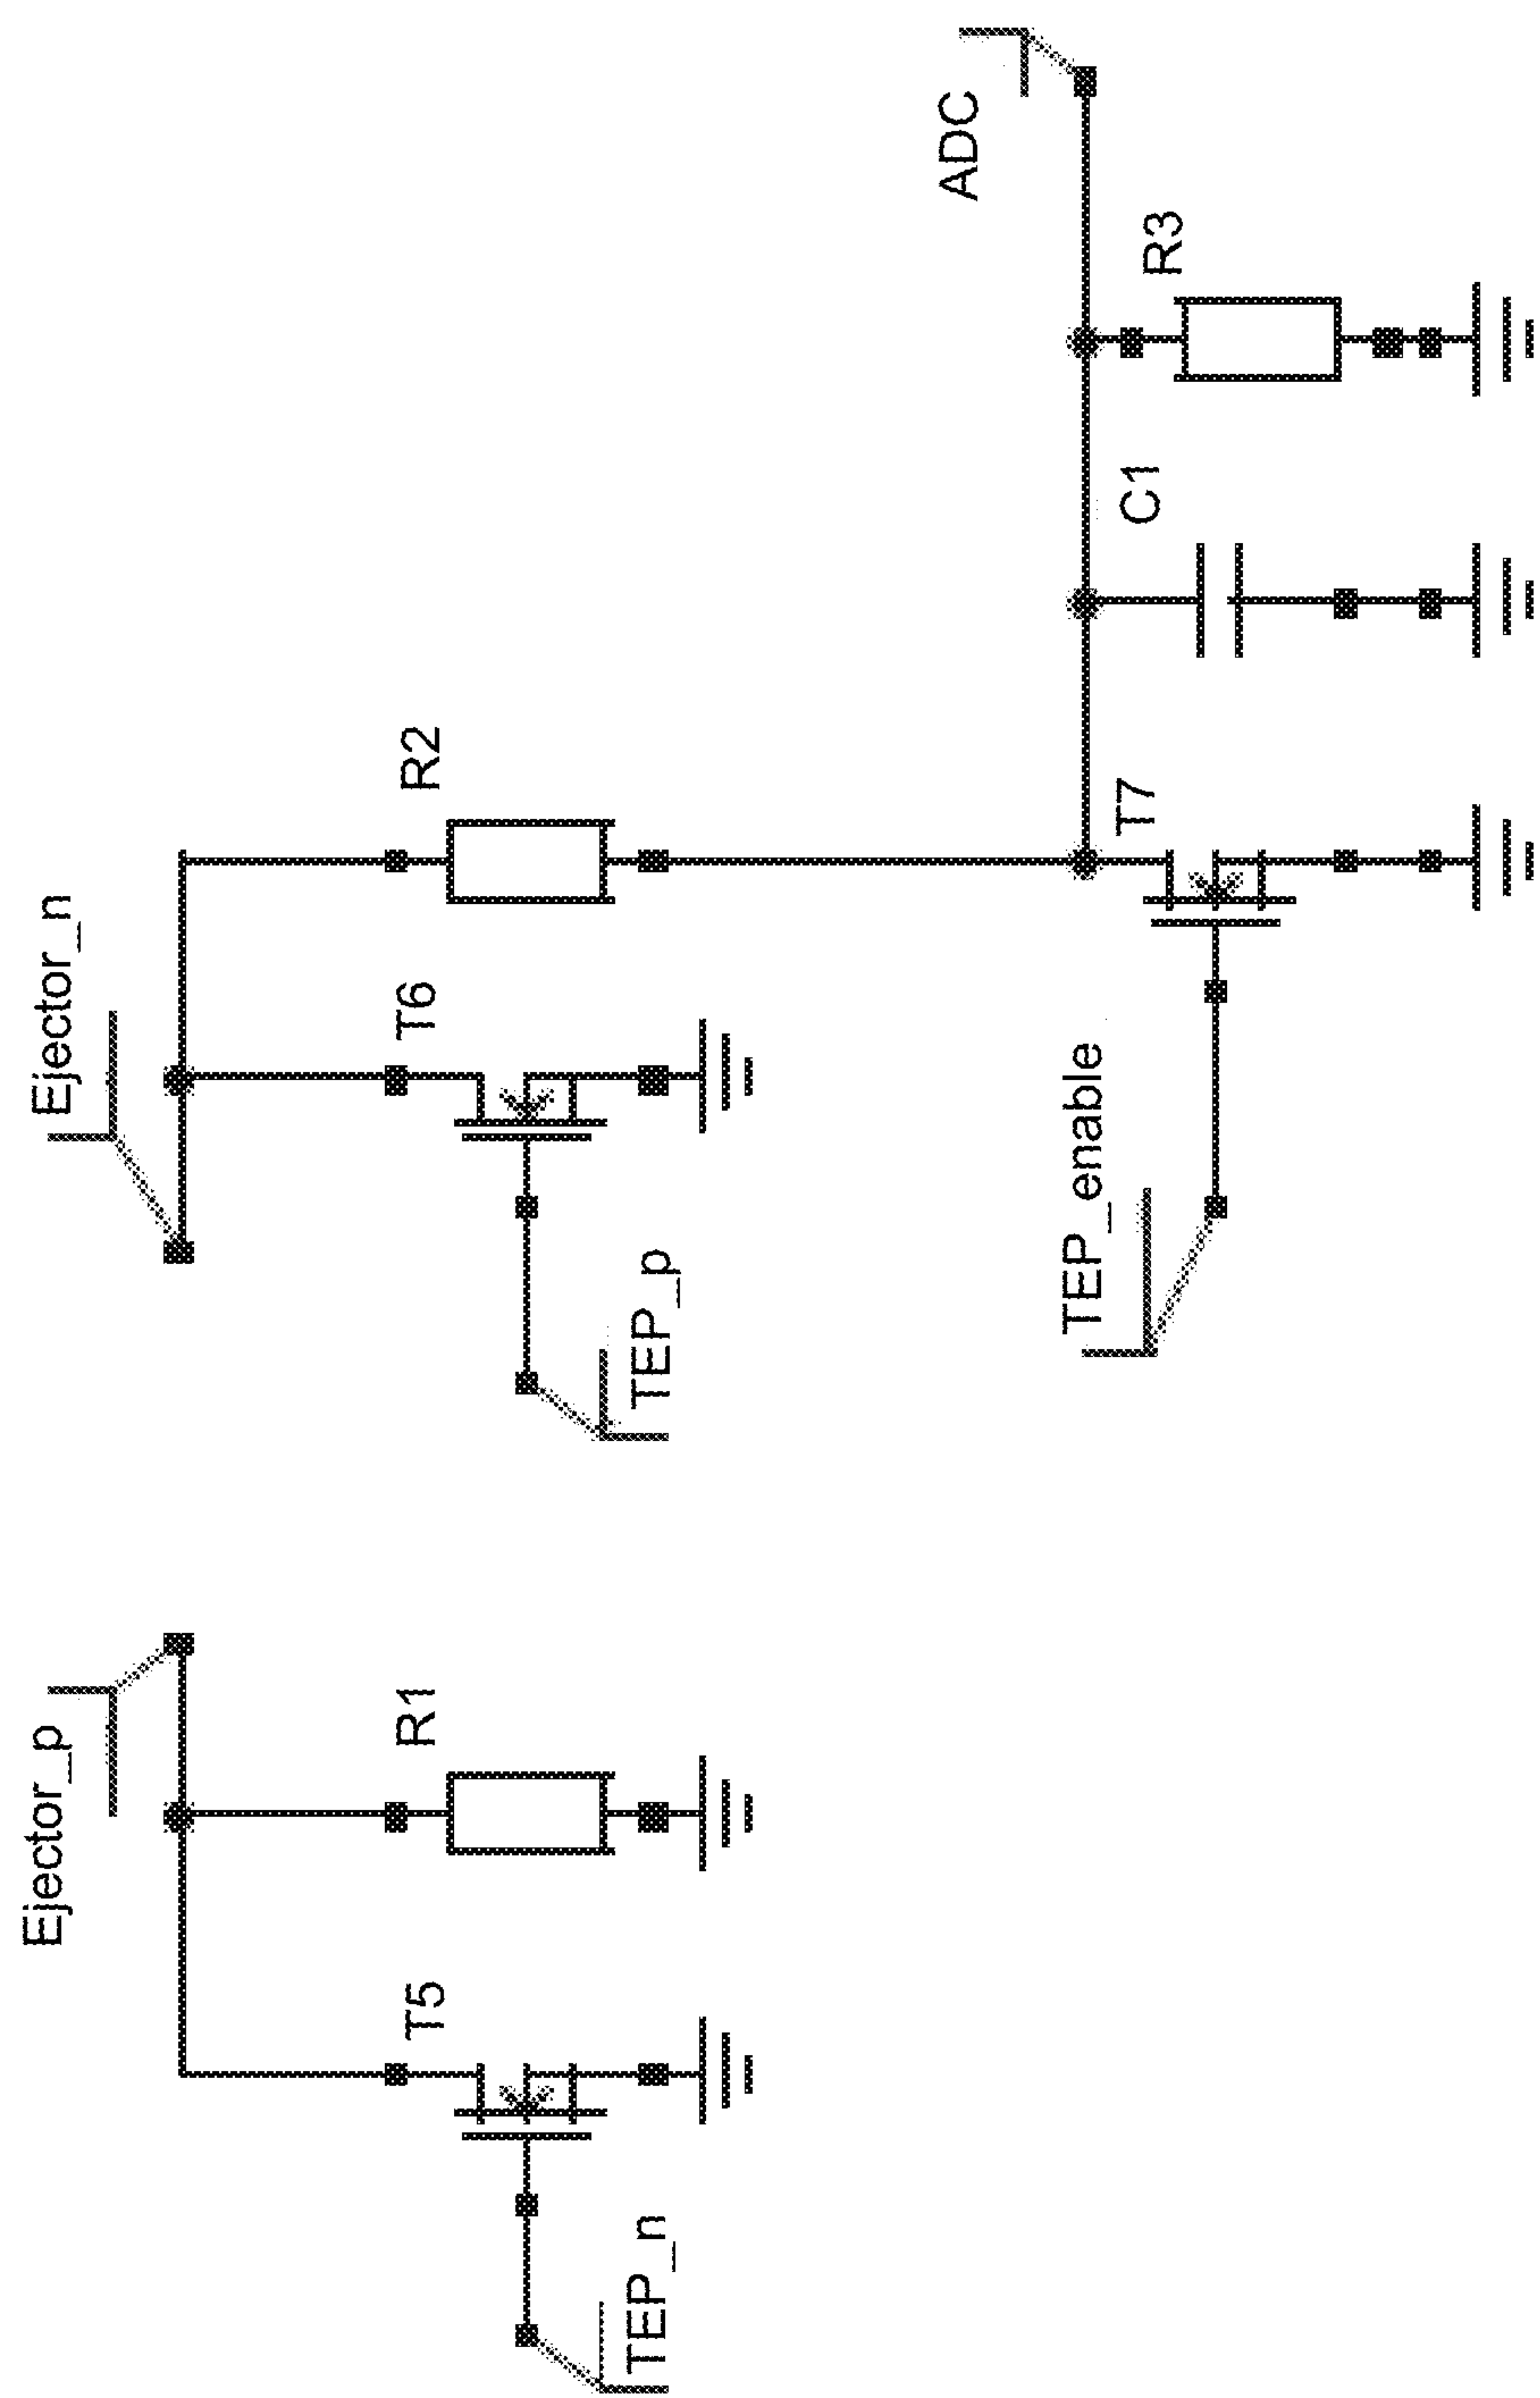 Ejector_p
Ejector_n
T5
R1
T6
R2
TEP_n
TEP_p
ADC
TEP_enable
T7
C1
R3